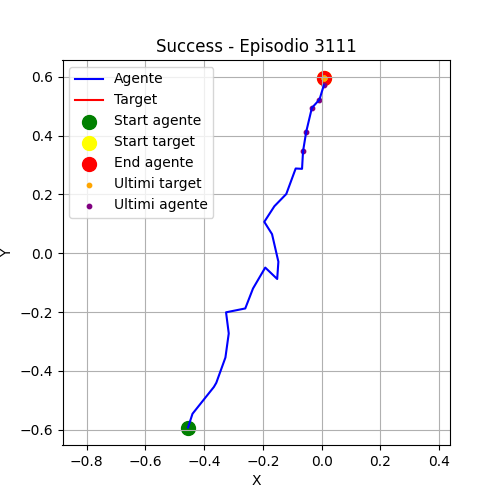 Success - Episodio 3111
Agente
Target
Start agente
Start target
End agente
Ultimi target
Ultimi agente
0.6
0.4
0.2
0.0
−0.2
−0.4
−0.6
Y
−0.8 −0.6 −0.4 −0.2 0.0 0.2 0.4
X